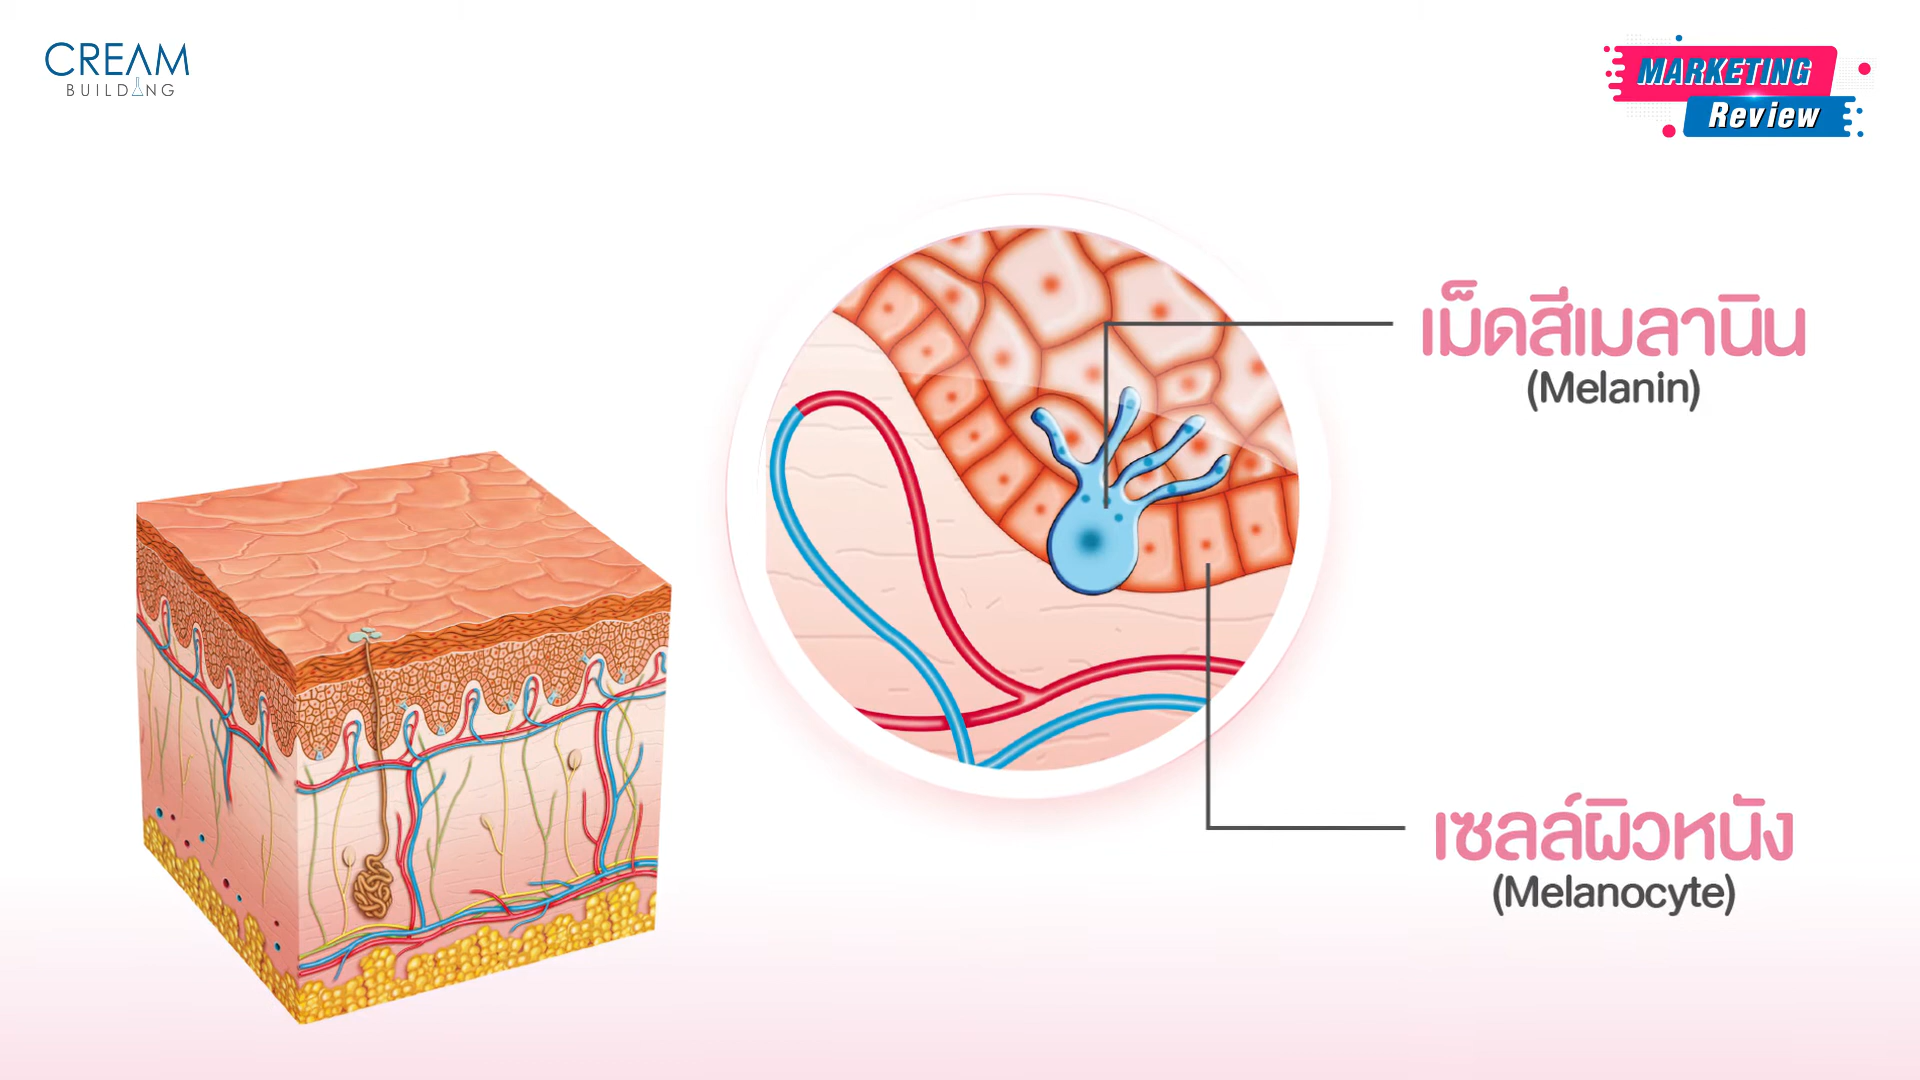 CREAM
BUILDING
MARKETING
Review
เม็ดสีเมลานิน
(Melanin)
เซลล์ผิวหนัง
(Melanocyte)